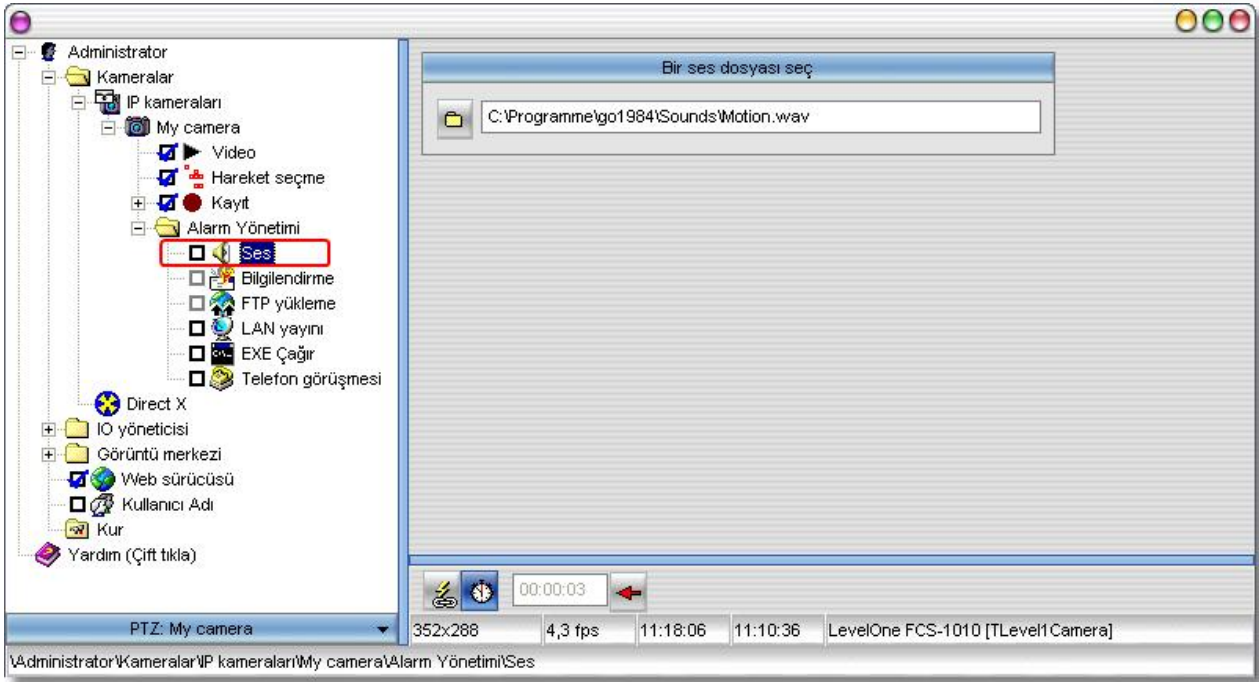 Administrator
Kameralar
IP kameraları
My camera
Video
Hareket seçme
Kayıt
Alarm Yönetimi
Ses
Bilgilendirme
FTP yükleme
LAN yayını
EXE Çağır
Telefon görüşmesi
Direct X
IO yöneticisi
Görüntü merkezi
Web sürücüsü
Kullanıcı Adı
Kur
Yardım (Çift tıkla)
PTZ: My camera
Bir ses dosyası seç
C:\Programme\go1984\Sounds\Motion.wav
00:00:03
352x288 4,3 fps 11:18:06 11:10:36 LevelOne FCS-1010 [TLevel1Camera]
\Administrator\Kameralar\IP kameraları\My camera\Alarm Yönetimi\Ses